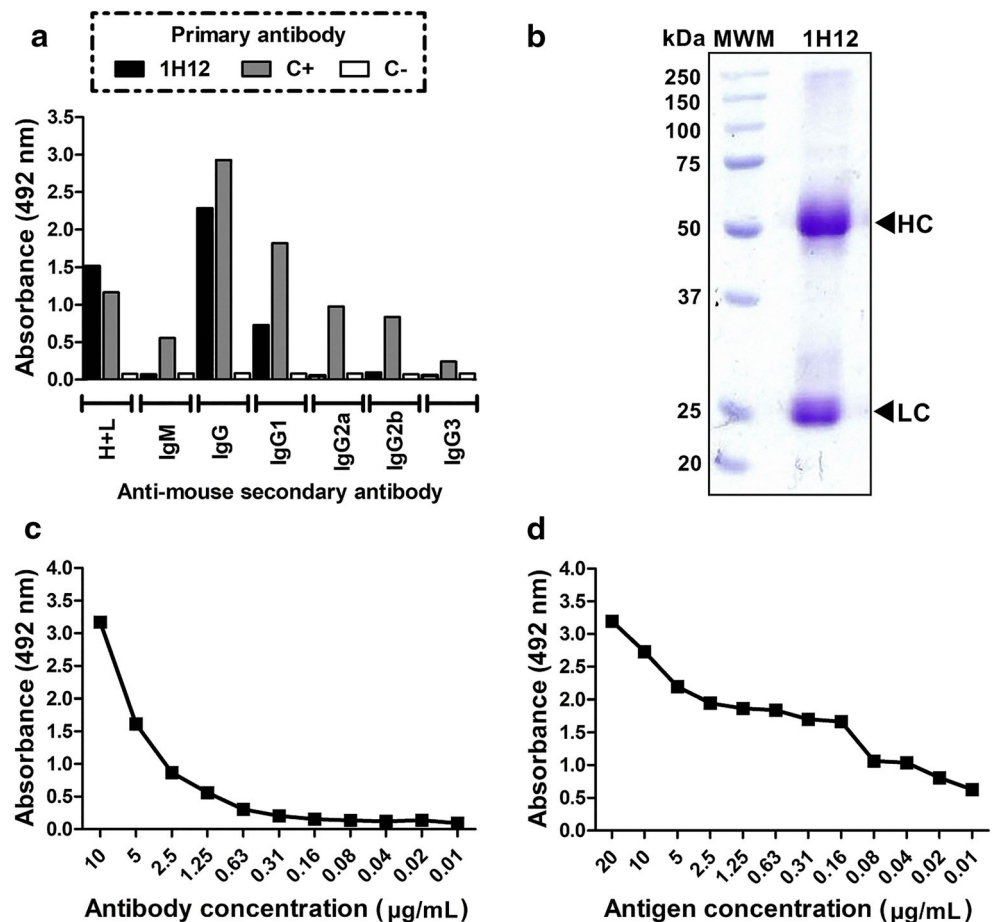 a
Primary antibody
1H12 C+ C-
Absorbance (492 nm)
3.5
3.0
2.5
2.0
1.5
1.0
0.5
0.0
H+L IgM IgG IgG1 IgG2a IgG2b IgG3
Anti-mouse secondary antibody
b
kDa MWM 1H12
250
150
100
75
50
37
25
20
HC
LC
c
Absorbance (492 nm)
4.0
3.5
3.0
2.5
2.0
1.5
1.0
0.5
0.0
10 5 2.5 1.25 0.63 0.31 0.16 0.08 0.04 0.02 0.01
Antibody concentration (µg/mL)
d
Absorbance (492 nm)
4.0
3.5
3.0
2.5
2.0
1.5
1.0
0.5
0.0
20 10 5 2.5 1.25 0.63 0.31 0.16 0.08 0.04 0.02 0.01
Antigen concentration (µg/mL)